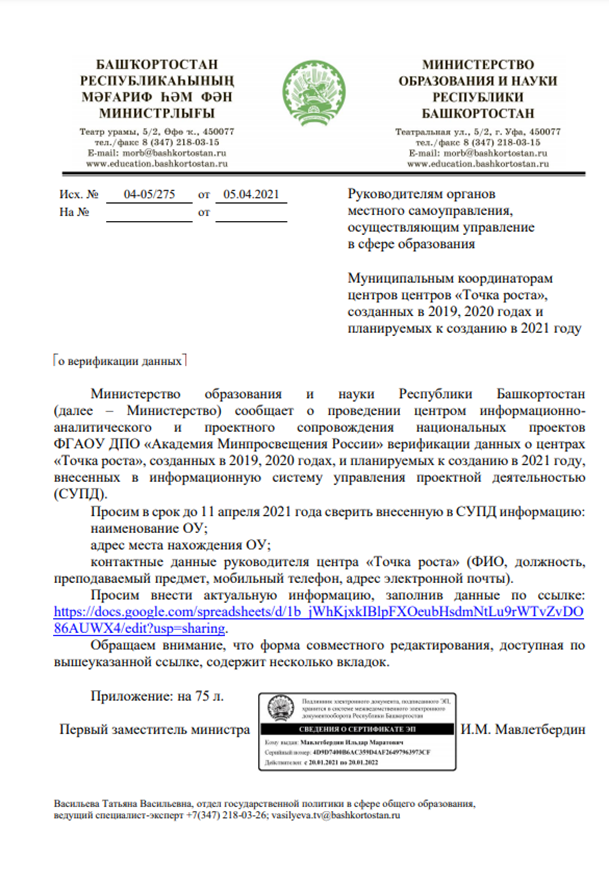 БАШҠОРТОСТАН
РЕСПУБЛИКАҺЫНЫҢ
МӘҒАРИФ ҺӘМ ФӘН
МИНИСТРЛЫҒЫ
Театр урамы, 5/2, Өфө ҡ., 450077
тел./факс 8 (347) 218-03-15
E-mail: morb@bashkortostan.ru
www.education.bashkortostan.ru
МИНИСТЕРСТВО
ОБРАЗОВАНИЯ И НАУКИ
РЕСПУБЛИКИ
БАШКОРТОСТАН
Театральная ул., 5/2, г. Уфа, 450077
тел./факс 8 (347) 218-03-15
E-mail: morb@bashkortostan.ru
www.education.bashkortostan.ru
Исх. № 04-05/275 от 05.04.2021
На № от
Руководителям органов
местного самоуправления,
осуществляющим управление
в сфере образования
Муниципальным координаторам
центров центров «Точка роста»,
созданных в 2019, 2020 годах и
планируемых к созданию в 2021 году
о верификации данных
Министерство образования и науки Республики Башкортостан
(далее – Министерство) сообщает о проведении центром информационно-
аналитического и проектного сопровождения национальных проектов
ФГАОУ ДПО «Академия Минпросвещения России» верификации данных о центрах
«Точка роста», созданных в 2019, 2020 годах, и планируемых к созданию в 2021 году,
внесенных в информационную систему управления проектной деятельностью
(СУПД).
Просим в срок до 11 апреля 2021 года сверить внесенную в СУПД информацию:
наименование ОУ;
адрес места нахождения ОУ;
контактные данные руководителя центра «Точка роста» (ФИО, должность,
преподаваемый предмет, мобильный телефон, адрес электронной почты).
Просим внести актуальную информацию, заполнив данные по ссылке:
https://docs.google.com/spreadsheets/d/1b_jWhKjxkIBlpFXOeubHsdmNtLu9rWTvZvDO
86AUWX4/edit?usp=sharing.
Обращаем внимание, что форма совместного редактирования, доступная по
вышеуказанной ссылке, содержит несколько вкладок.
Приложение: на 75 л.
Подлинник электронного документа, подписанного ЭП,
хранится в системе межведомственного электронного
документооборота Республики Башкортостан
СВЕДЕНИЯ О СЕРТИФИКАТЕ ЭП
Кому выдан: Мавлетбердин Ильдар Маратович
Серийный номер: 4D9D7400B6AC359D4AF26497963973CF
Действителен: с 20.01.2021 по 20.01.2022
Первый заместитель министра
И.М. Мавлетбердин
Васильева Татьяна Васильевна, отдел государственной политики в сфере общего образования,
ведущий специалист-эксперт +7(347) 218-03-26; vasilyeva.tv@bashkortostan.ru